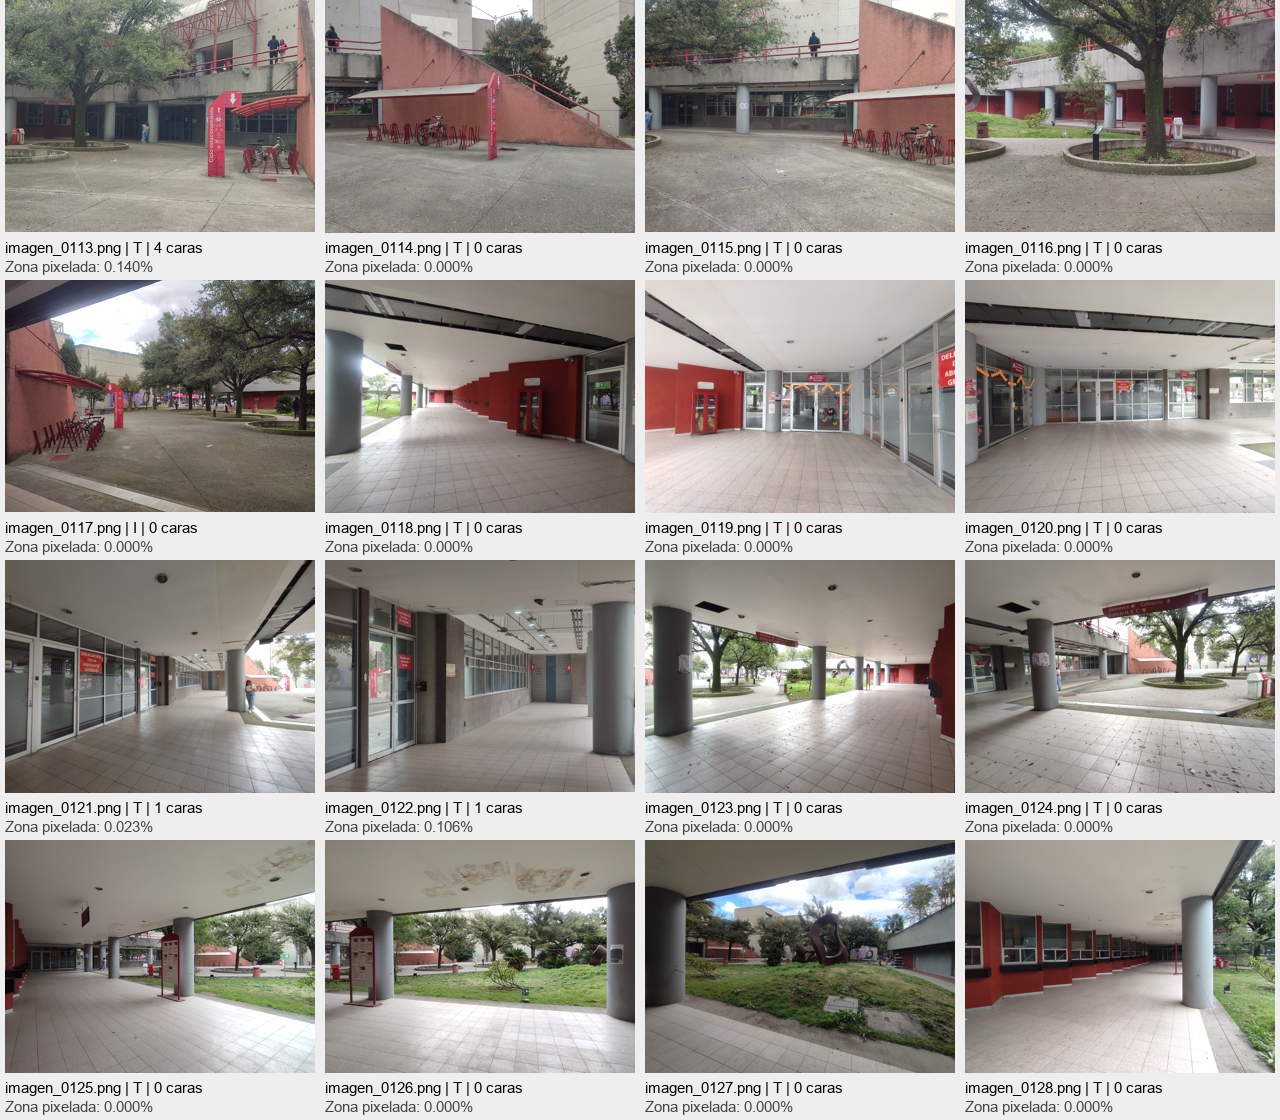 Cicloestacionamiento
imagen_0113.png | T | 4 caras
Zona pixelada: 0.140%
imagen_0114.png | T | 0 caras
Zona pixelada: 0.000%
imagen_0115.png | T | 0 caras
Zona pixelada: 0.000%
imagen_0116.png | T | 0 caras
Zona pixelada: 0.000%
imagen_0117.png | I | 0 caras
Zona pixelada: 0.000%
imagen_0118.png | T | 0 caras
Zona pixelada: 0.000%
imagen_0119.png | T | 0 caras
Zona pixelada: 0.000%
imagen_0120.png | T | 0 caras
Zona pixelada: 0.000%
imagen_0121.png | T | 1 caras
Zona pixelada: 0.023%
imagen_0122.png | T | 1 caras
Zona pixelada: 0.106%
imagen_0123.png | T | 0 caras
Zona pixelada: 0.000%
imagen_0124.png | T | 0 caras
Zona pixelada: 0.000%
imagen_0125.png | T | 0 caras
Zona pixelada: 0.000%
imagen_0126.png | T | 0 caras
Zona pixelada: 0.000%
imagen_0127.png | T | 0 caras
Zona pixelada: 0.000%
imagen_0128.png | T | 0 caras
Zona pixelada: 0.000%